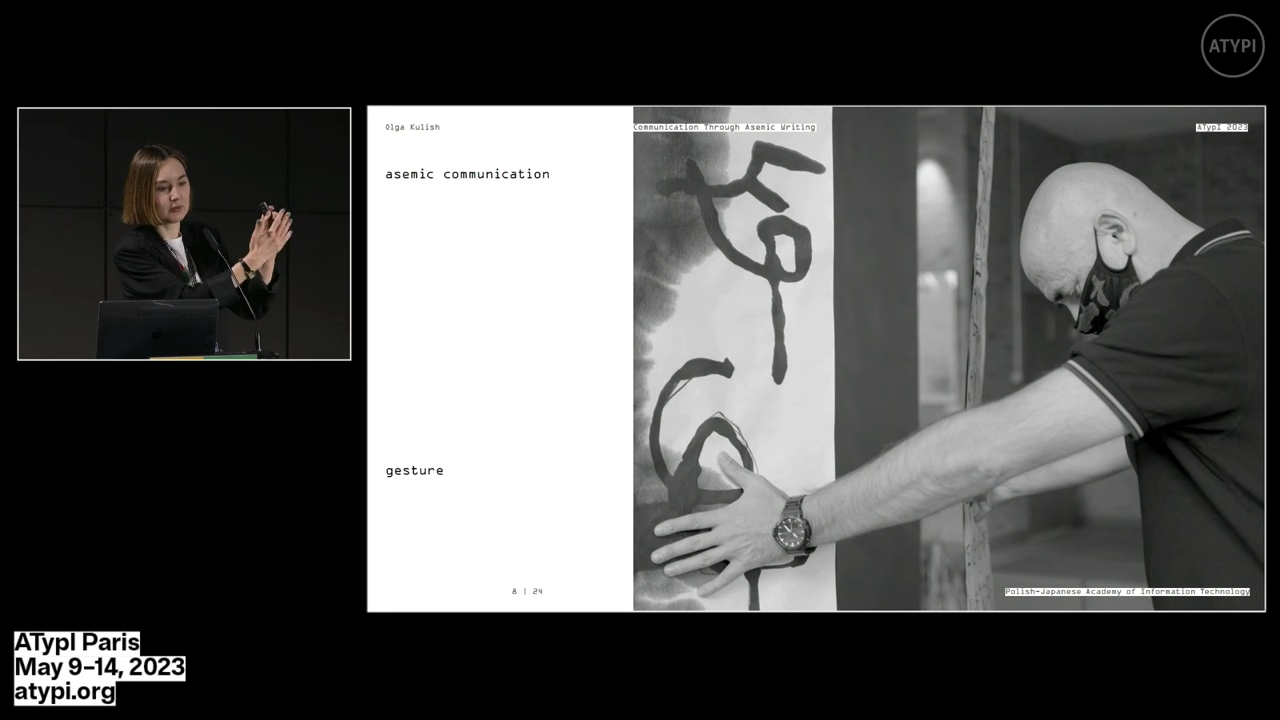 ATYPI
Olga Kulish
Communication Through Asemic Writing
ATypI 2023
asemic communication
gesture
8 | 24
Polish-Japanese Academy of Information Technology
ATypI Paris
May 9–14, 2023
atypi.org